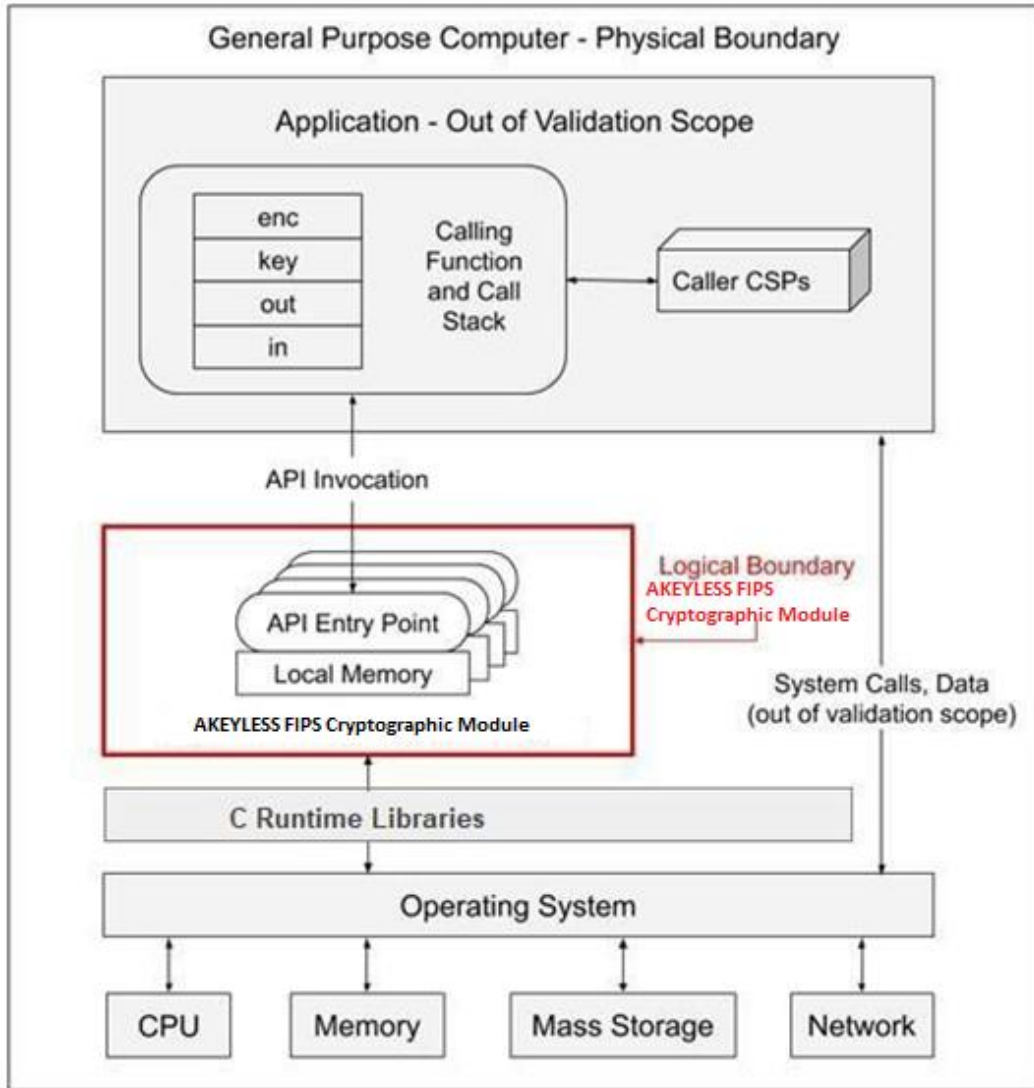 General Purpose Computer - Physical Boundary
Application - Out of Validation Scope
enc
key
out
in
Calling
Function
and Call
Stack
Caller CSPs
API Invocation
Logical Boundary
AKEYLESS FIPS
Cryptographic Module
API Entry Point
Local Memory
AKEYLESS FIPS Cryptographic Module
System Calls, Data
(out of validation scope)
C Runtime Libraries
Operating System
CPU
Memory
Mass Storage
Network